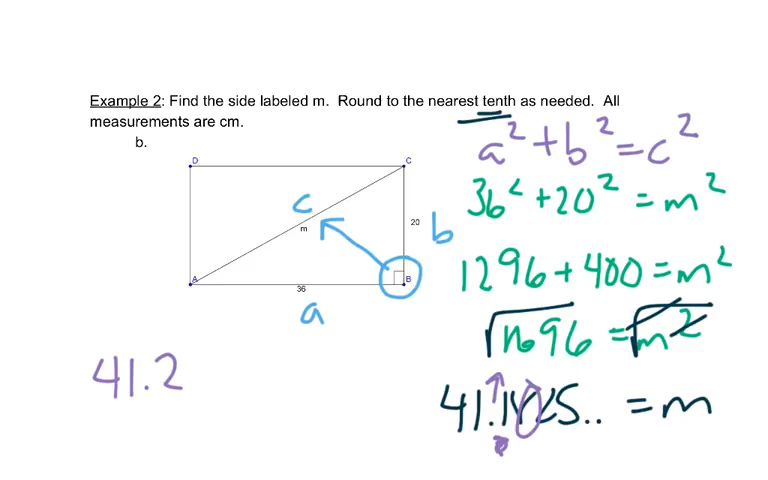 Example 2: Find the side labeled m. Round to the nearest tenth as needed. All
measurements are cm.
b.
a² + b² = c²
D
C
c
m
36² + 20² = m²
20
b
1296 + 400 = m²
A
B
36
a
√1696 = √m²
41.2
= m